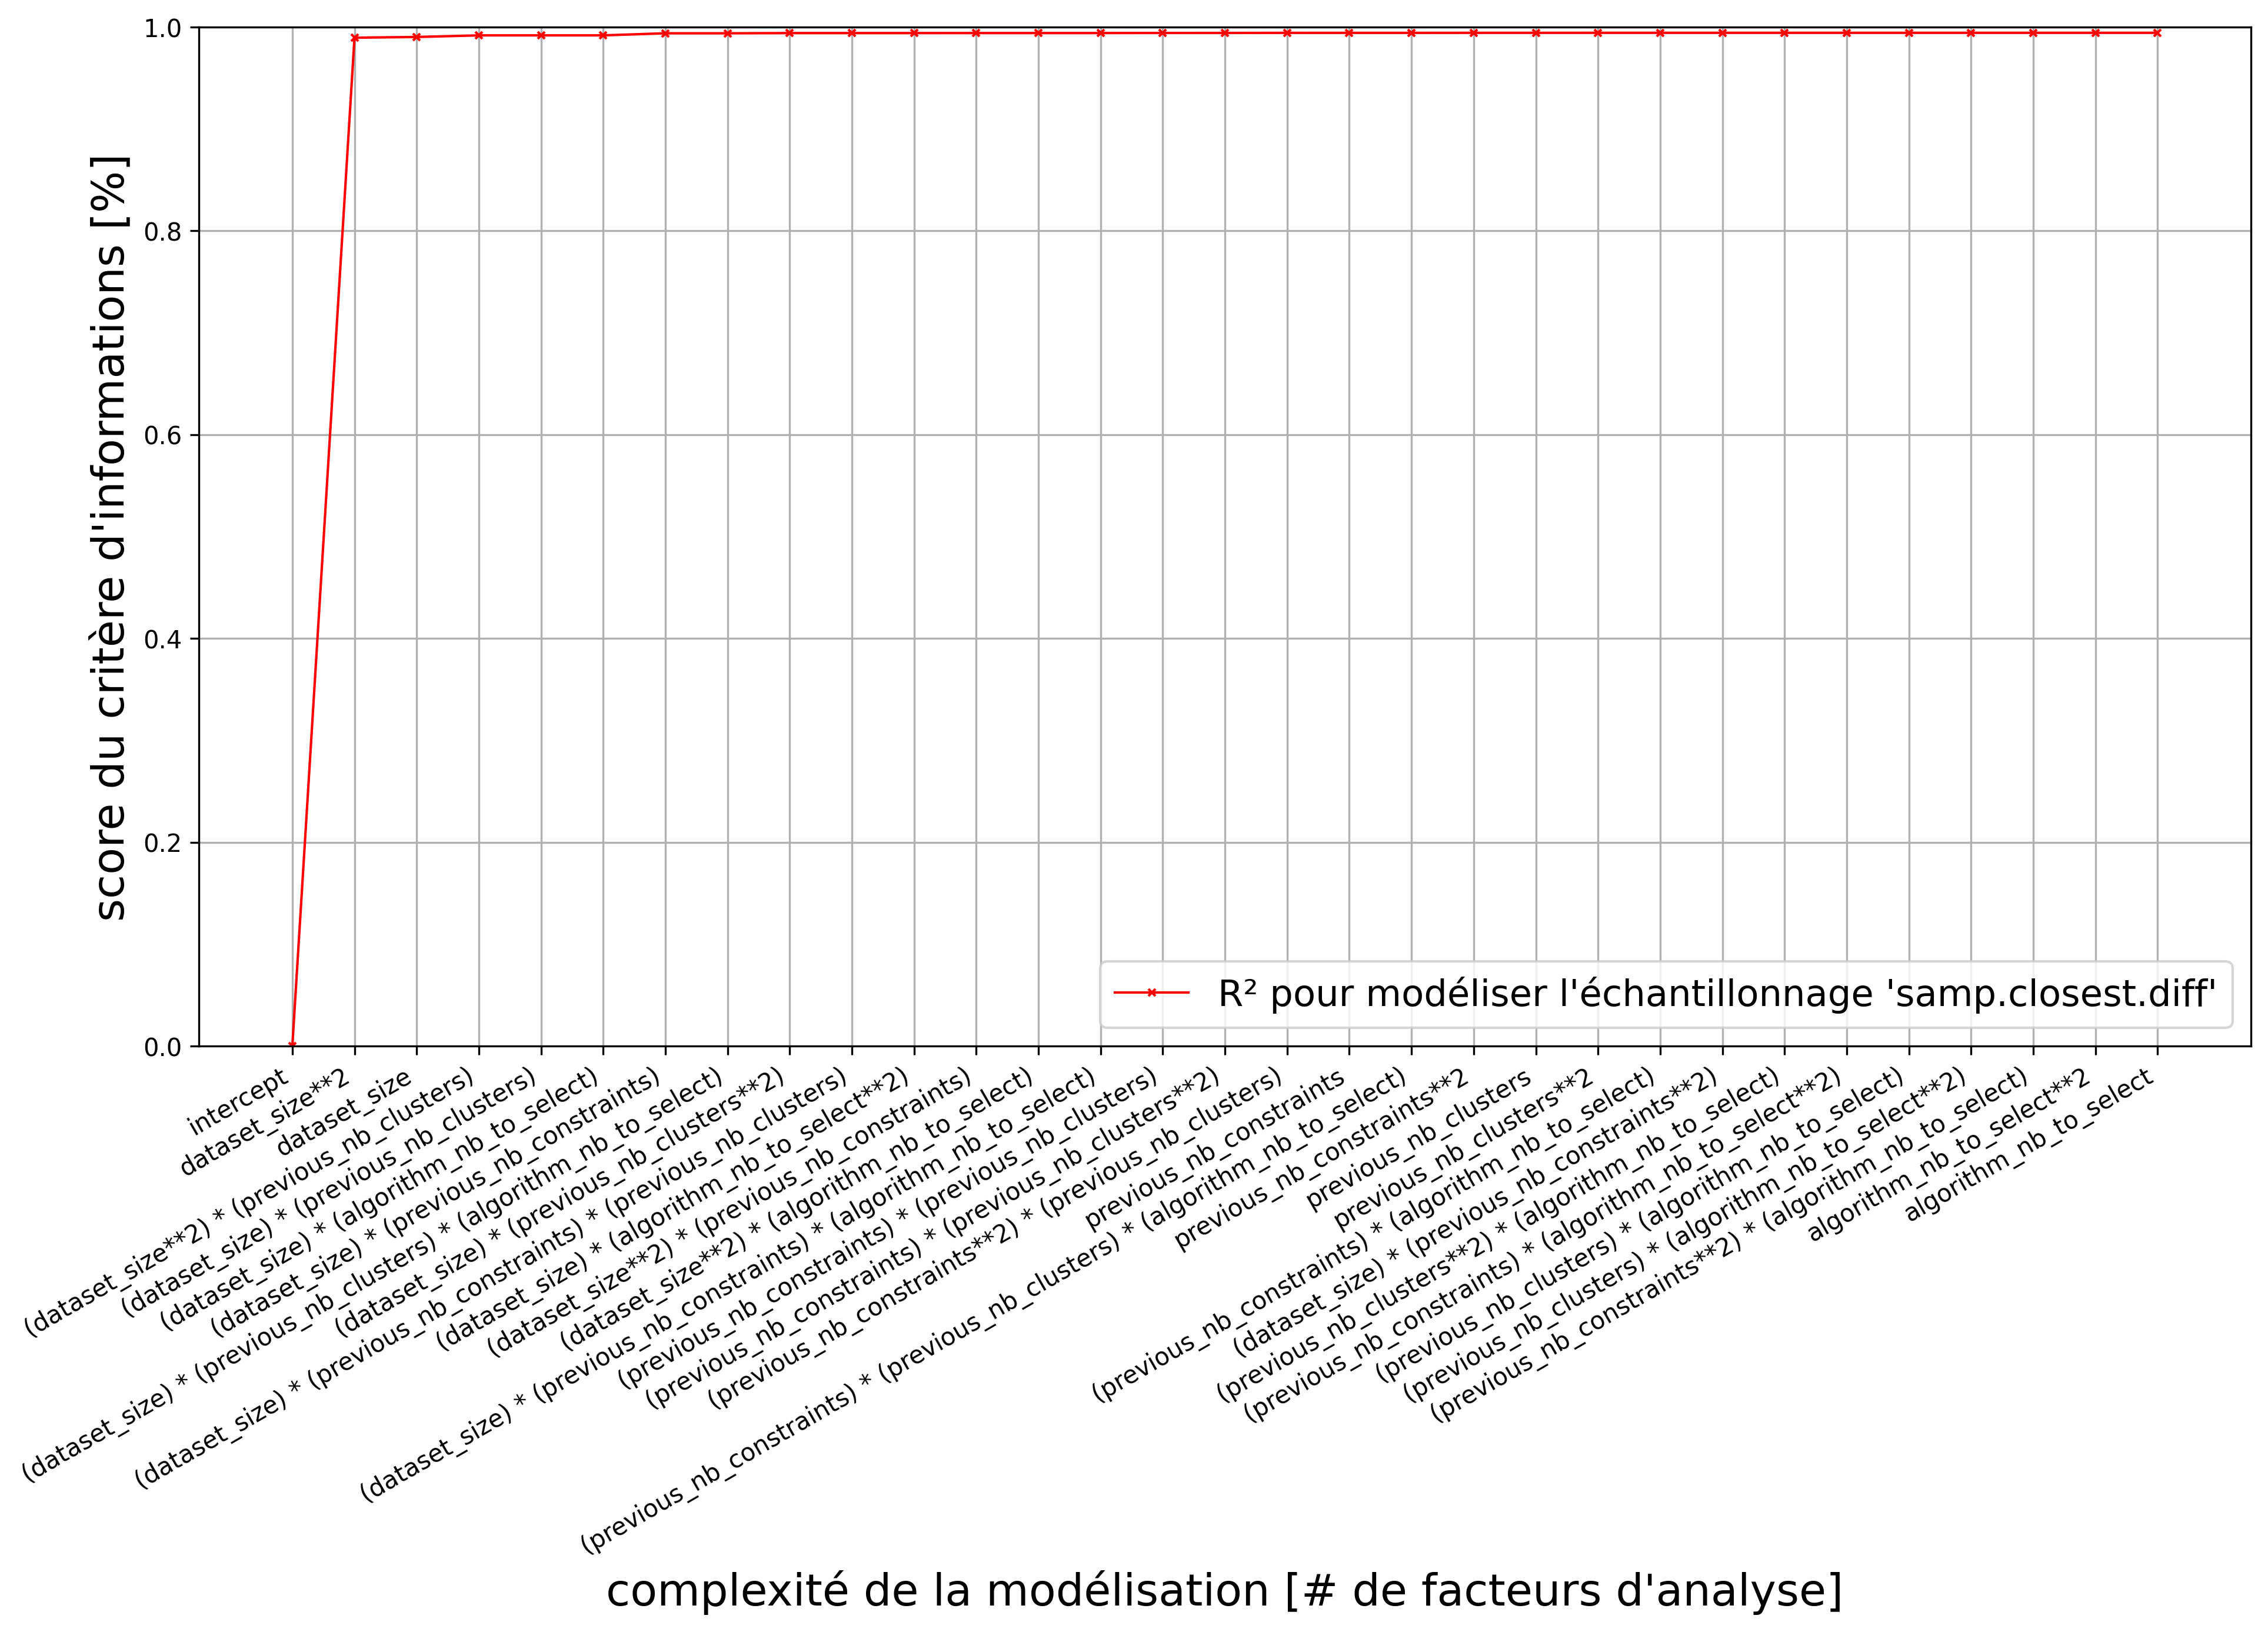 score du critère d'informations [%]
1.0
0.8
0.6
0.4
0.2
0.0
R² pour modéliser l'échantillonnage 'samp.closest.diff'
intercept
dataset_size**2
dataset_size
(dataset_size**2) * (previous_nb_clusters)
(dataset_size) * (previous_nb_clusters)
(dataset_size) * (algorithm_nb_to_select)
(dataset_size) * (previous_nb_constraints)
(dataset_size) * (previous_nb_clusters) * (algorithm_nb_to_select)
(dataset_size) * (previous_nb_clusters**2)
(dataset_size) * (previous_nb_constraints) * (previous_nb_clusters)
(dataset_size) * (algorithm_nb_to_select**2)
(dataset_size**2) * (previous_nb_constraints)
(dataset_size**2) * (algorithm_nb_to_select)
(dataset_size) * (previous_nb_constraints) * (algorithm_nb_to_select)
(previous_nb_constraints) * (previous_nb_clusters)
(previous_nb_constraints) * (previous_nb_clusters**2)
(previous_nb_constraints**2) * (previous_nb_clusters)
previous_nb_constraints
(previous_nb_constraints) * (previous_nb_clusters) * (algorithm_nb_to_select)
previous_nb_constraints**2
previous_nb_clusters
previous_nb_clusters**2
(previous_nb_constraints) * (algorithm_nb_to_select)
(dataset_size) * (previous_nb_constraints**2)
(previous_nb_clusters**2) * (algorithm_nb_to_select)
(previous_nb_constraints) * (algorithm_nb_to_select**2)
(previous_nb_clusters) * (algorithm_nb_to_select)
(previous_nb_clusters) * (algorithm_nb_to_select**2)
(previous_nb_constraints**2) * (algorithm_nb_to_select)
algorithm_nb_to_select**2
algorithm_nb_to_select
complexité de la modélisation [# de facteurs d'analyse]